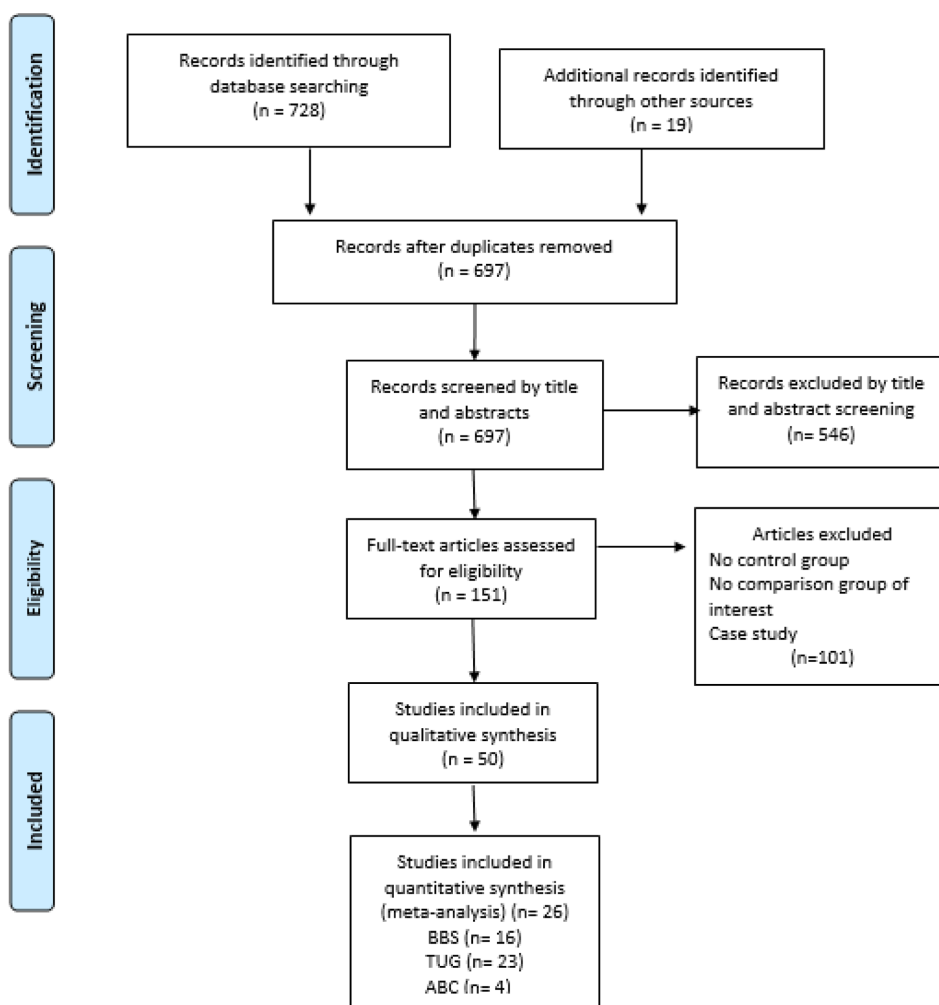 Identification
Records identified through
database searching
(n = 728)
Additional records identified
through other sources
(n = 19)
Records after duplicates removed
(n = 697)
Screening
Records screened by title
and abstracts
(n = 697)
Records excluded by title
and abstract screening
(n= 546)
Eligibility
Full-text articles assessed
for eligibility
(n = 151)
Articles excluded
No control group
No comparison group of
interest
Case study
(n=101)
Included
Studies included in
qualitative synthesis
(n = 50)
Studies included in
quantitative synthesis
(meta-analysis) (n= 26)
BBS (n= 16)
TUG (n= 23)
ABC (n= 4)